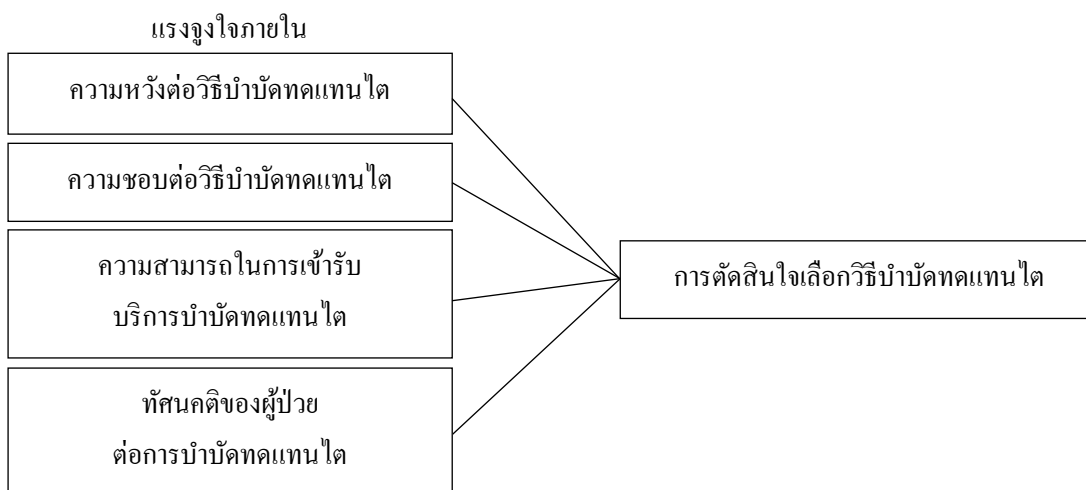 แรงจูงใจภายใน
ความหวังต่อวิธีบำบัดทดแทนไต
ความชอบต่อวิธีบำบัดทดแทนไต
ความสามารถในการเข้ารับ
บริการบำบัดทดแทนไต
ทัศนคติของผู้ป่วย
ต่อการบำบัดทดแทนไต
การตัดสินใจเลือกวิธีบำบัดทดแทนไต